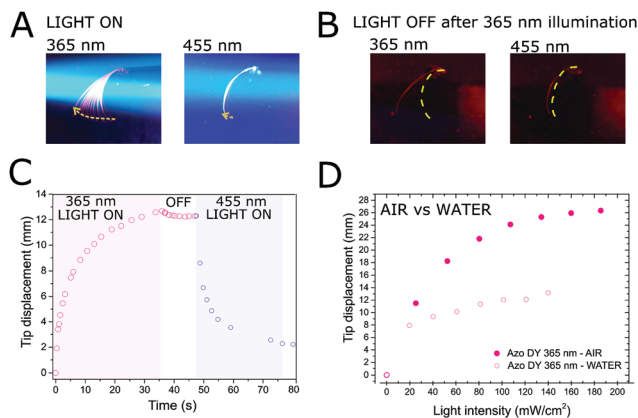 A LIGHT ON
365 nm
455 nm
B LIGHT OFF after 365 nm illumination
365 nm
455 nm
C
14
12
10
8
6
4
2
0
Tip displacement (mm)
365 nm
LIGHT ON
OFF
455 nm
LIGHT ON
0 10 20 30 40 50 60 70 80
Time (s)
D
28
26
24
22
20
18
16
14
12
10
8
6
4
2
0
Tip displacement (mm)
AIR vs WATER
Azo DY 365 nm - AIR
Azo DY 365 nm - WATER
0 20 40 60 80 100 120 140 160 180 200
Light intensity (mW/cm²)